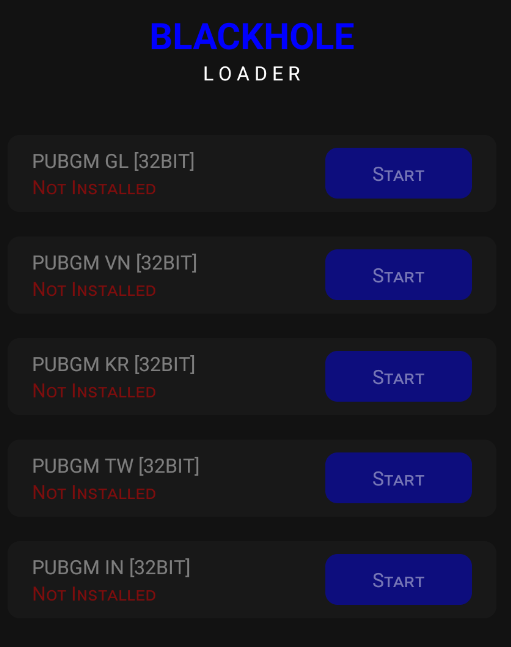 BLACKHOLE
LOADER
PUBGM GL [32BIT]
Not Installed
Start
PUBGM VN [32BIT]
Not Installed
Start
PUBGM KR [32BIT]
Not Installed
Start
PUBGM TW [32BIT]
Not Installed
Start
PUBGM IN [32BIT]
Not Installed
Start